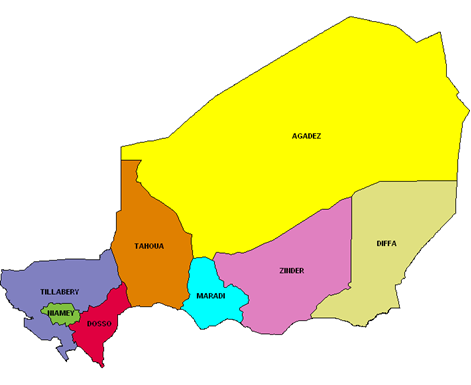 AGADEZ
TAHOUA
DIFFA
ZINDER
TILLABERY
MARADI
NIAMEY
DOSSO